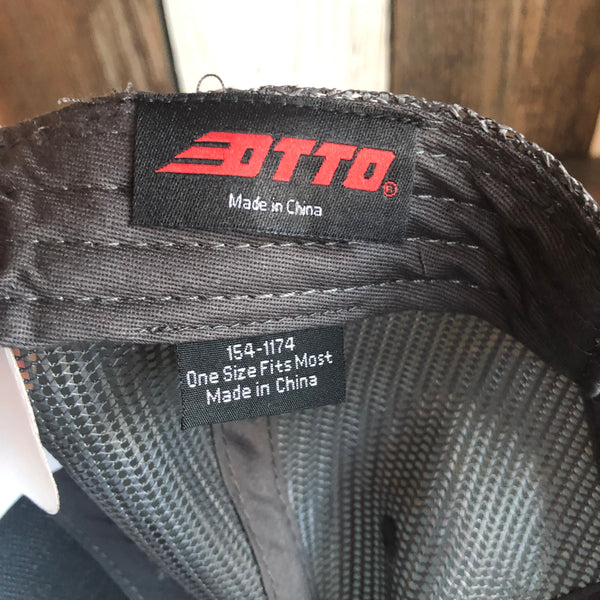 OTTO®
Made in China
154-1174
One Size Fits Most
Made in China